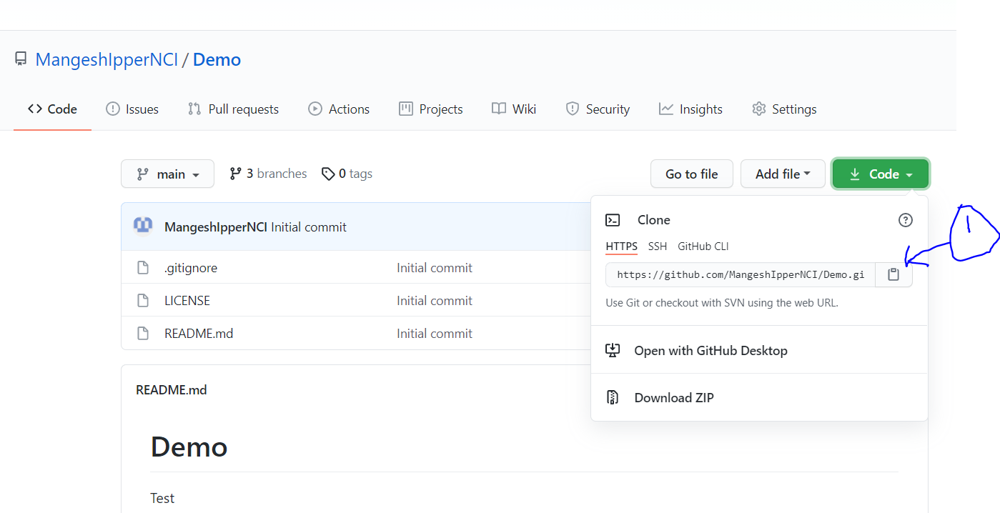 MangeshIpperNCI / Demo
Code Issues Pull requests Actions Projects Wiki Security Insights Settings
main 3 branches 0 tags Go to file Add file Code
MangeshIpperNCI Initial commit
.gitignore Initial commit
LICENSE Initial commit
README.md Initial commit
Clone
HTTPS SSH GitHub CLI
https://github.com/MangeshIpperNCI/Demo.gi
Use Git or checkout with SVN using the web URL.
Open with GitHub Desktop
Download ZIP
1
README.md
Demo
Test